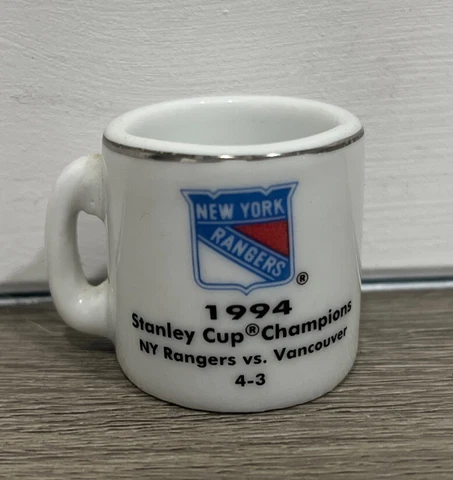 NEW YORK
RANGERS
®
1994
Stanley Cup® Champions
NY Rangers vs. Vancouver
4-3